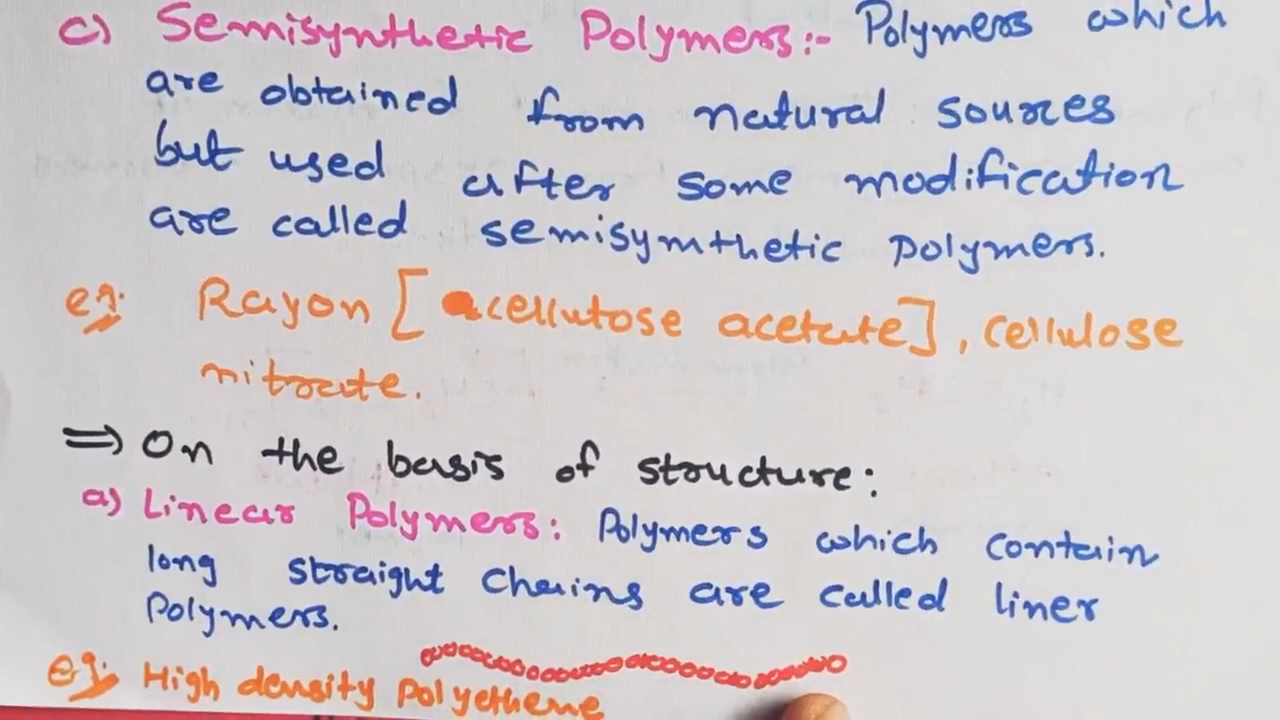 c) Semisynthetic Polymers:- Polymers which
are obtained from natural sources
but used after some modification
are called semisymthetic polymers.
eg: Rayon [acellutose acetate], cellulose
nitrate.
⇒ On the basis of structure:
a) Linear Polymers: Polymers which contain
long straight chains are called liner
Polymers.
eg: High density Polyethene